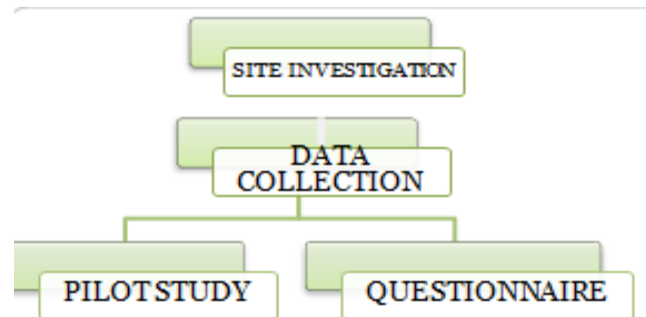 SITE INVESTIGATION
DATA
COLLECTION
PILOT STUDY
QUESTIONNAIRE